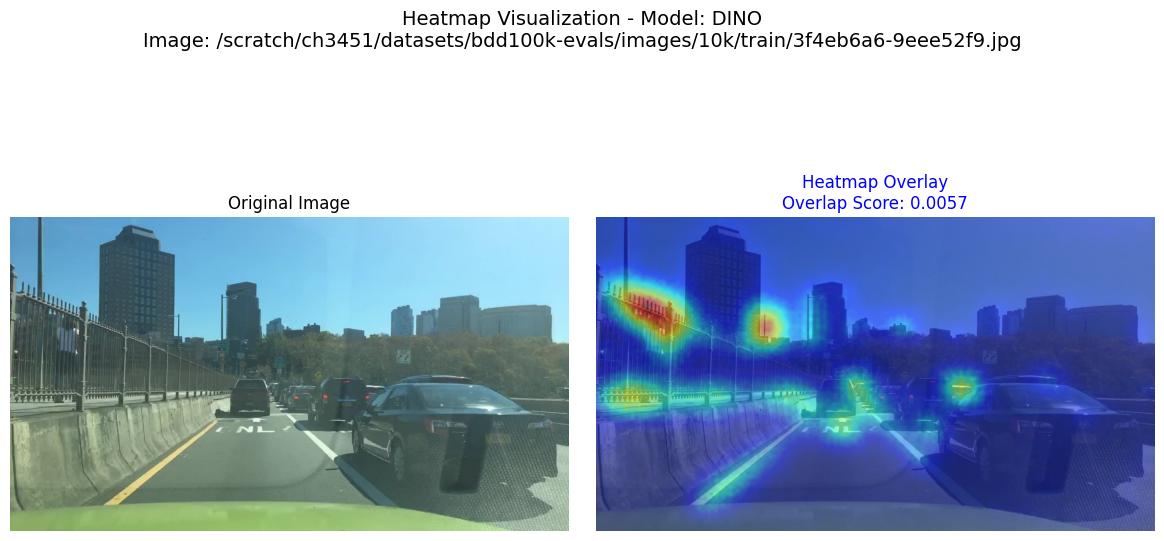 Heatmap Visualization - Model: DINO
Image: /scratch/ch3451/datasets/bdd100k-evals/images/10k/train/3f4eb6a6-9eee52f9.jpg
Original Image
Heatmap Overlay
Overlap Score: 0.0057